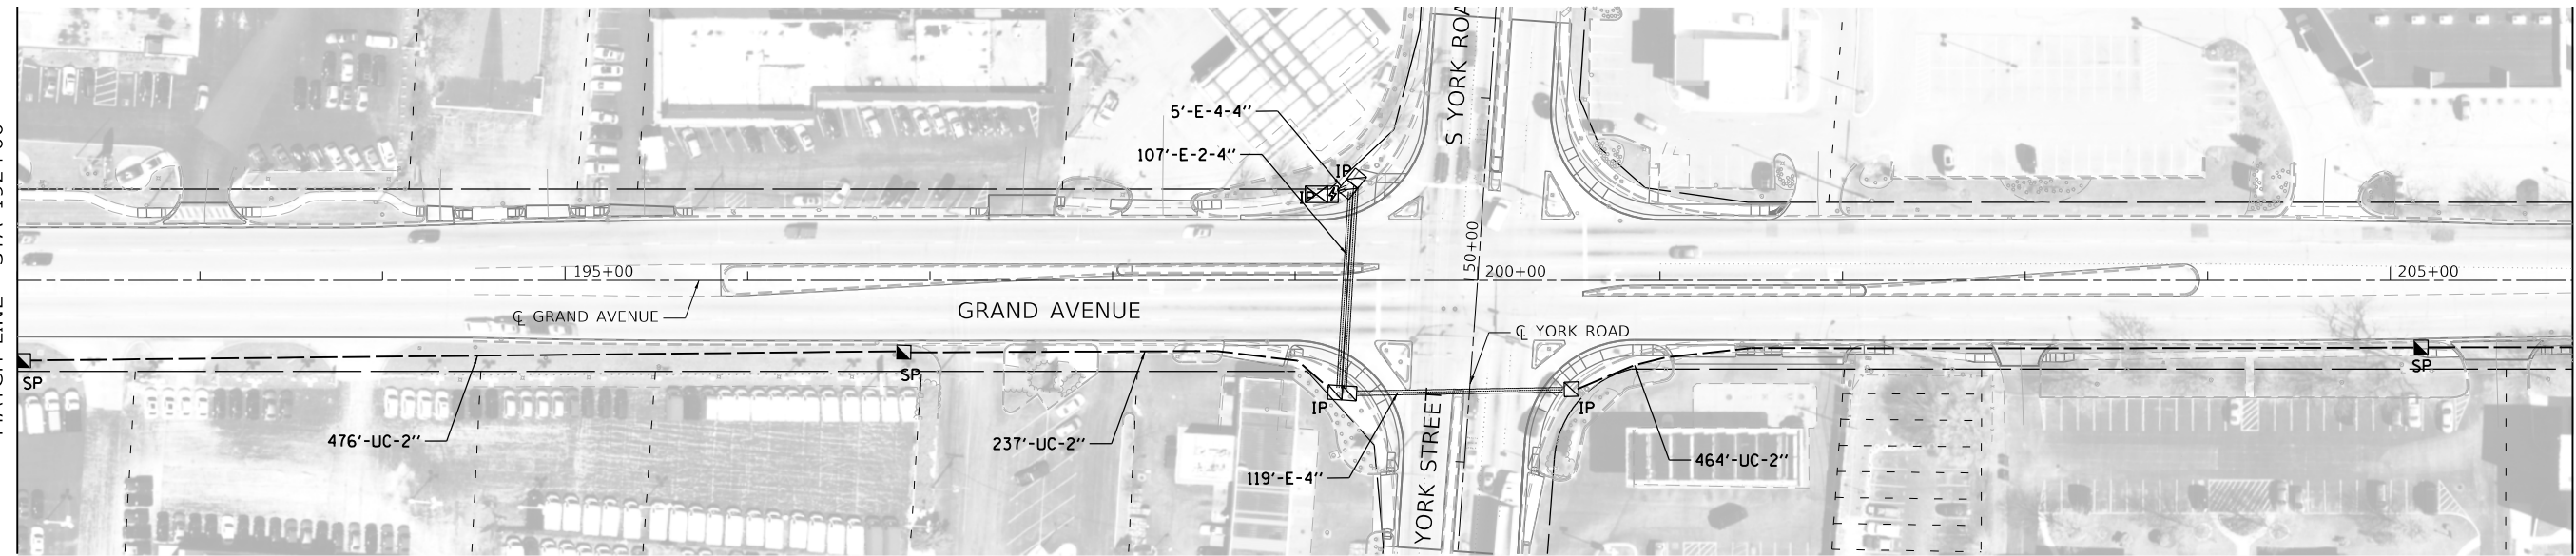 S YORK ROA
5'-E-4-4''
107'-E-2-4''
IP
IP
195+00
50+00
200+00
205+00
℄ GRAND AVENUE
GRAND AVENUE
℄ YORK ROAD
SP
SP
SP
IP
IP
476'-UC-2''
237'-UC-2''
119'-E-4''
464'-UC-2''
YORK STREET